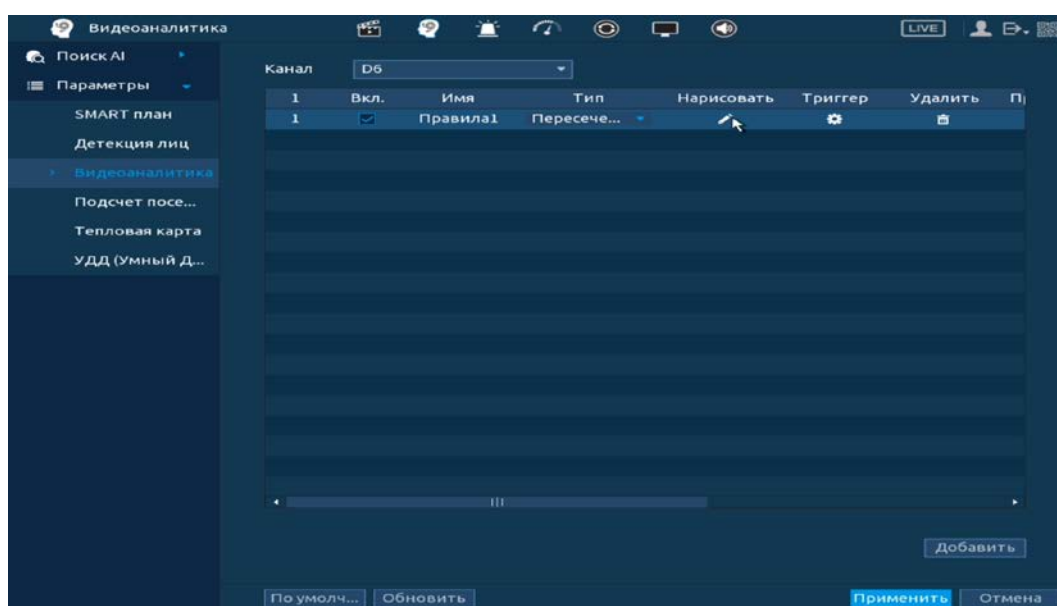 Видеоаналитика LIVE
Поиск AI
Параметры
SMART план
Детекция лиц
Видеоаналитика
Подсчет посе...
Тепловая карта
УДД (Умный Д...
Канал D6
1 Вкл. Имя Тип Нарисовать Триггер Удалить
1 Правила1 Пересече...
Добавить
По умолч... Обновить Применить Отмена